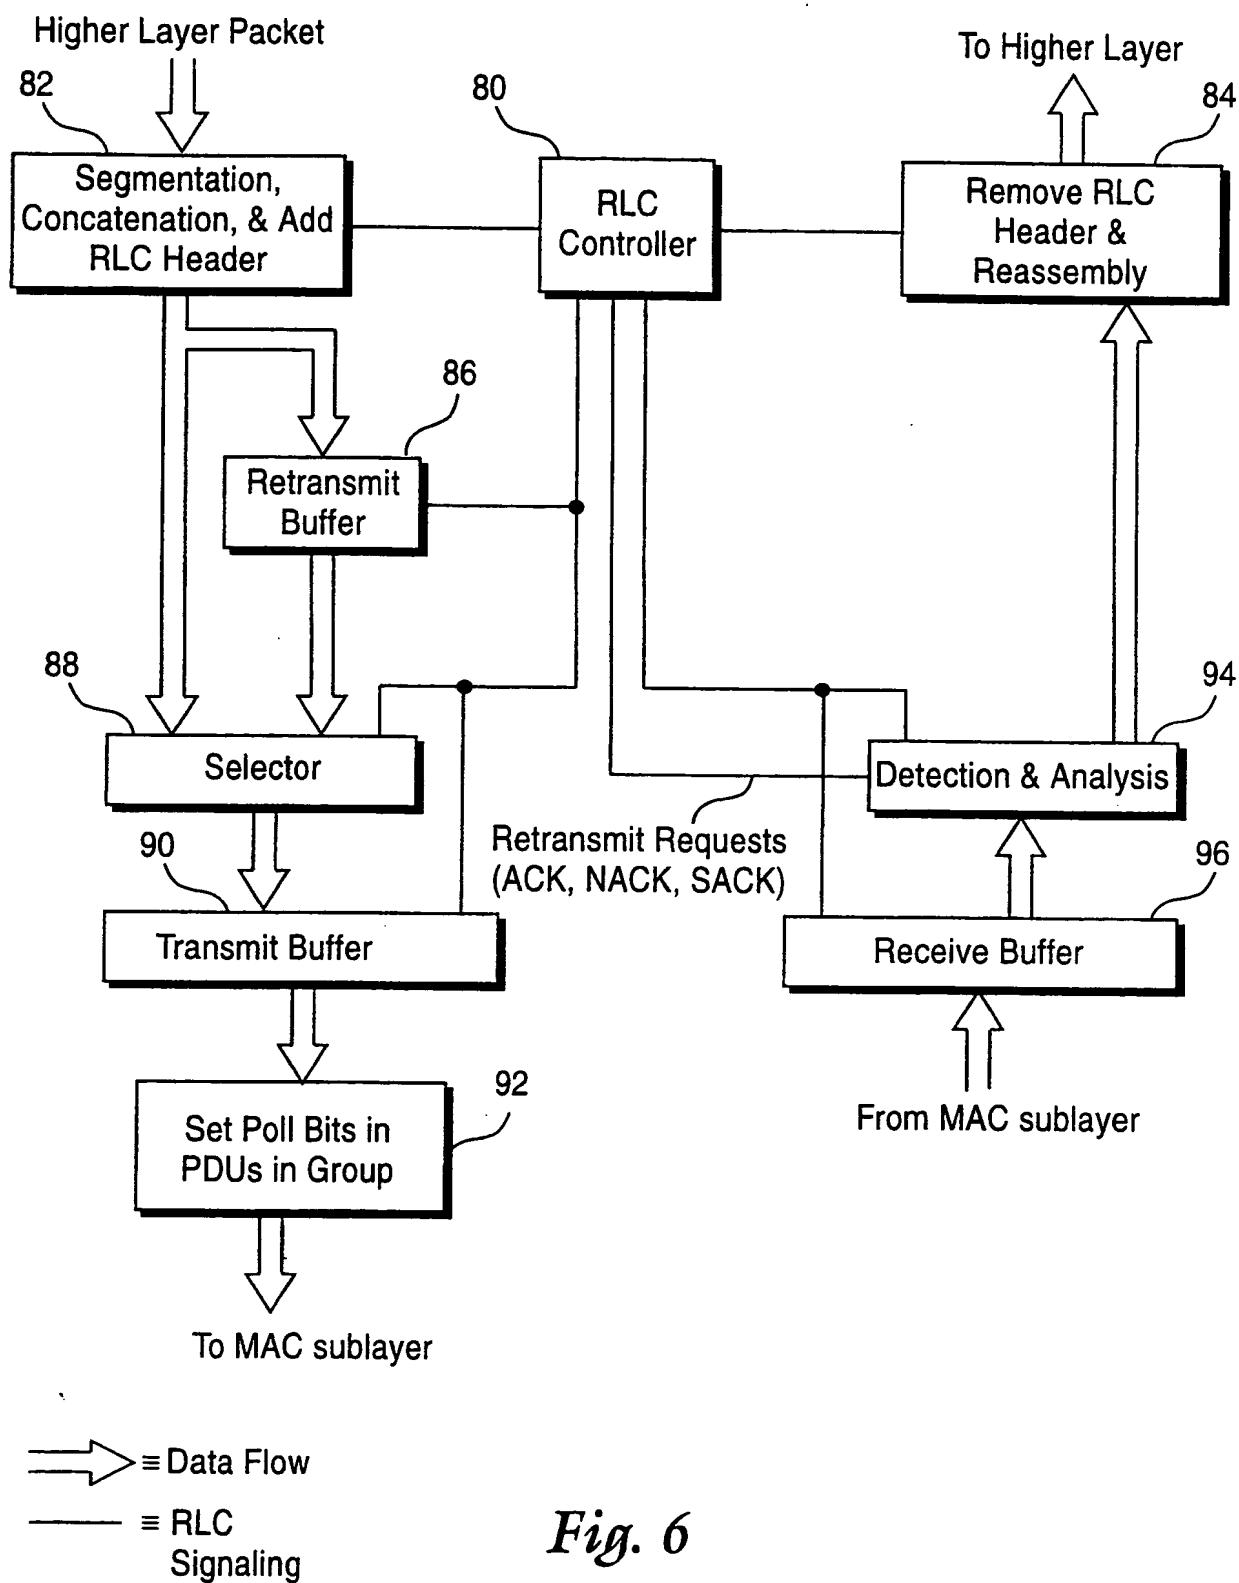 Higher Layer Packet
To Higher Layer
82
80
84
Segmentation,
Concatenation, & Add
RLC Header
RLC
Controller
Remove RLC
Header &
Reassembly
86
Retransmit
Buffer
88
94
Selector
Detection & Analysis
Retransmit Requests
(ACK, NACK, SACK)
90
96
Transmit Buffer
Receive Buffer
92
Set Poll Bits in
PDUs in Group
From MAC sublayer
To MAC sublayer
≡ Data Flow
≡ RLC
Signaling
Fig. 6